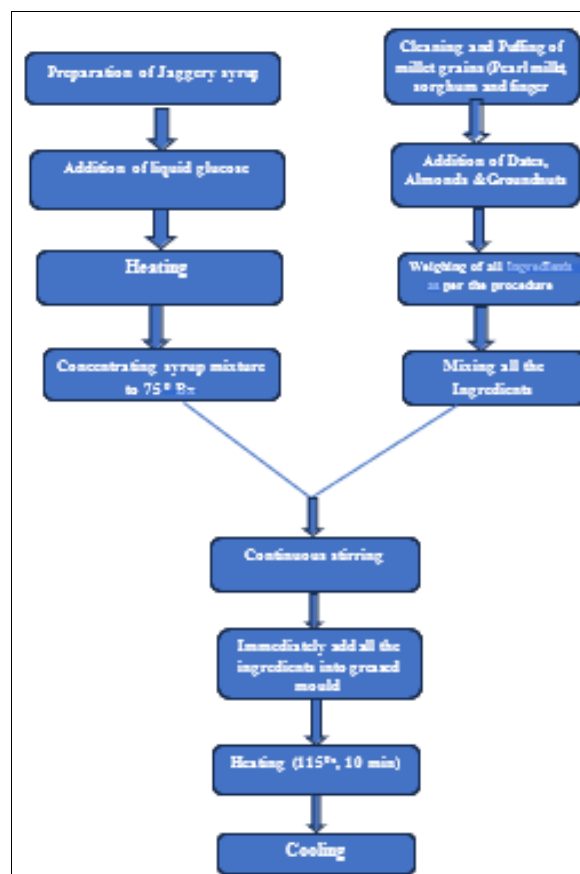 Preparation of Jaggery syrup
Addition of liquid glucose
Heating
Concentrating syrup mixture
to 75⁰ Bx
Cleaning and Puffing of
millet grains (Pearl millet,
sorghum and finger
Addition of Dates,
Almonds & Groundnuts
Weighing of all Ingredients
as per the procedure
Mixing all the
Ingredients
Continuous stirring
Immediately add all the
ingredients into greased
mould
Heating (115⁰ 10 min)
Cooling